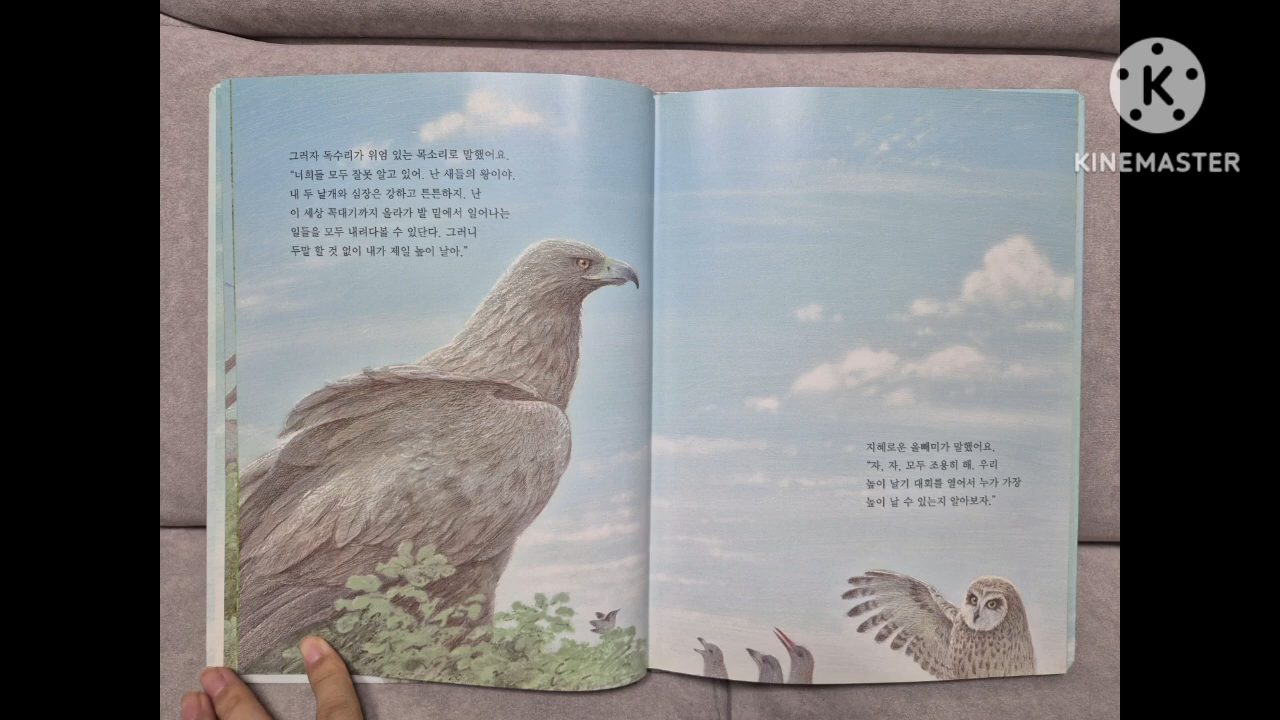 그러자 독수리가 위엄 있는 목소리로 말했어요.
"너희들 모두 잘못 알고 있어. 난 새들의 왕이야.
내 두 날개와 심장은 강하고 튼튼하지. 난
이 세상 꼭대기까지 올라가 발 밑에서 일어나는
일들을 모두 내려다볼 수 있단다. 그러니
두말 할 것 없이 내가 제일 높이 날아."
지혜로운 올빼미가 말했어요.
"자, 자, 모두 조용히 해. 우리
높이 날기 대회를 열어서 누가 가장
높이 날 수 있는지 알아보자."
K
KINEMASTER